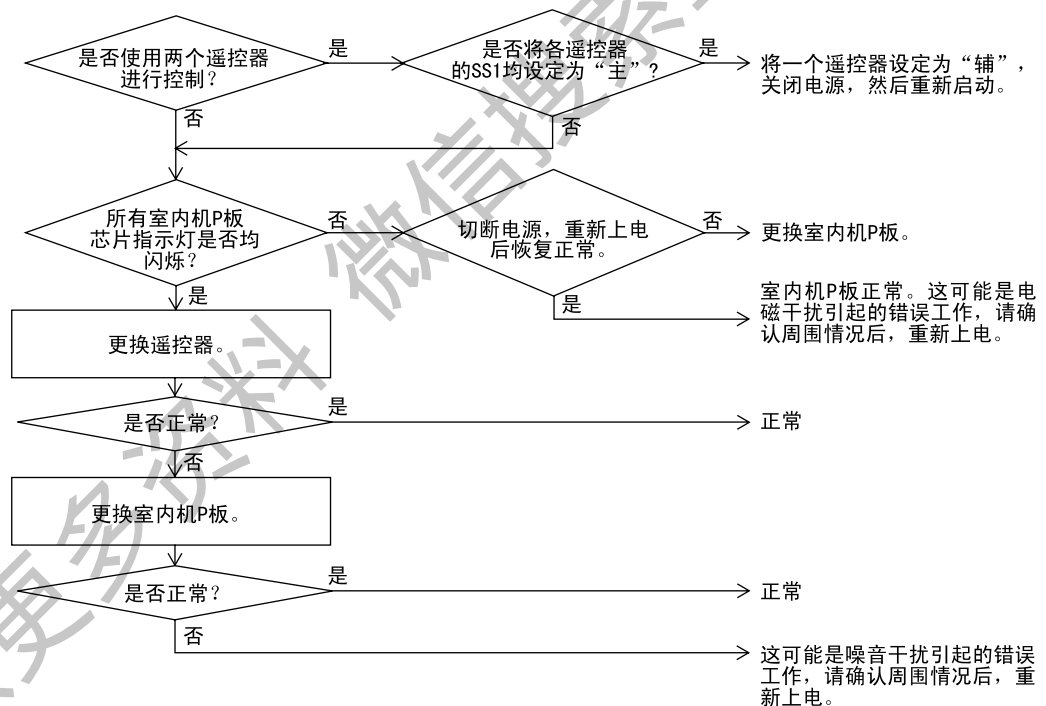 是否使用两个遥控器
进行控制？
是
是否将各遥控器
的SS1均设定为“主”?
是
将一个遥控器设定为“辅”，
关闭电源，然后重新启动。
否
否
所有室内机P板
芯片指示灯是否均
闪烁？
否
切断电源，重新上电
后恢复正常。
否
更换室内机P板。
是
是
室内机P板正常。这可能是电
磁干扰引起的错误工作，请确
认周围情况后，重新上电。
更换遥控器。
是否正常？
是
正常
否
更换室内机P板。
是否正常？
是
正常
否
这可能是噪音干扰引起的错误
工作，请确认周围情况后，重
新上电。
更多资料 微信搜索